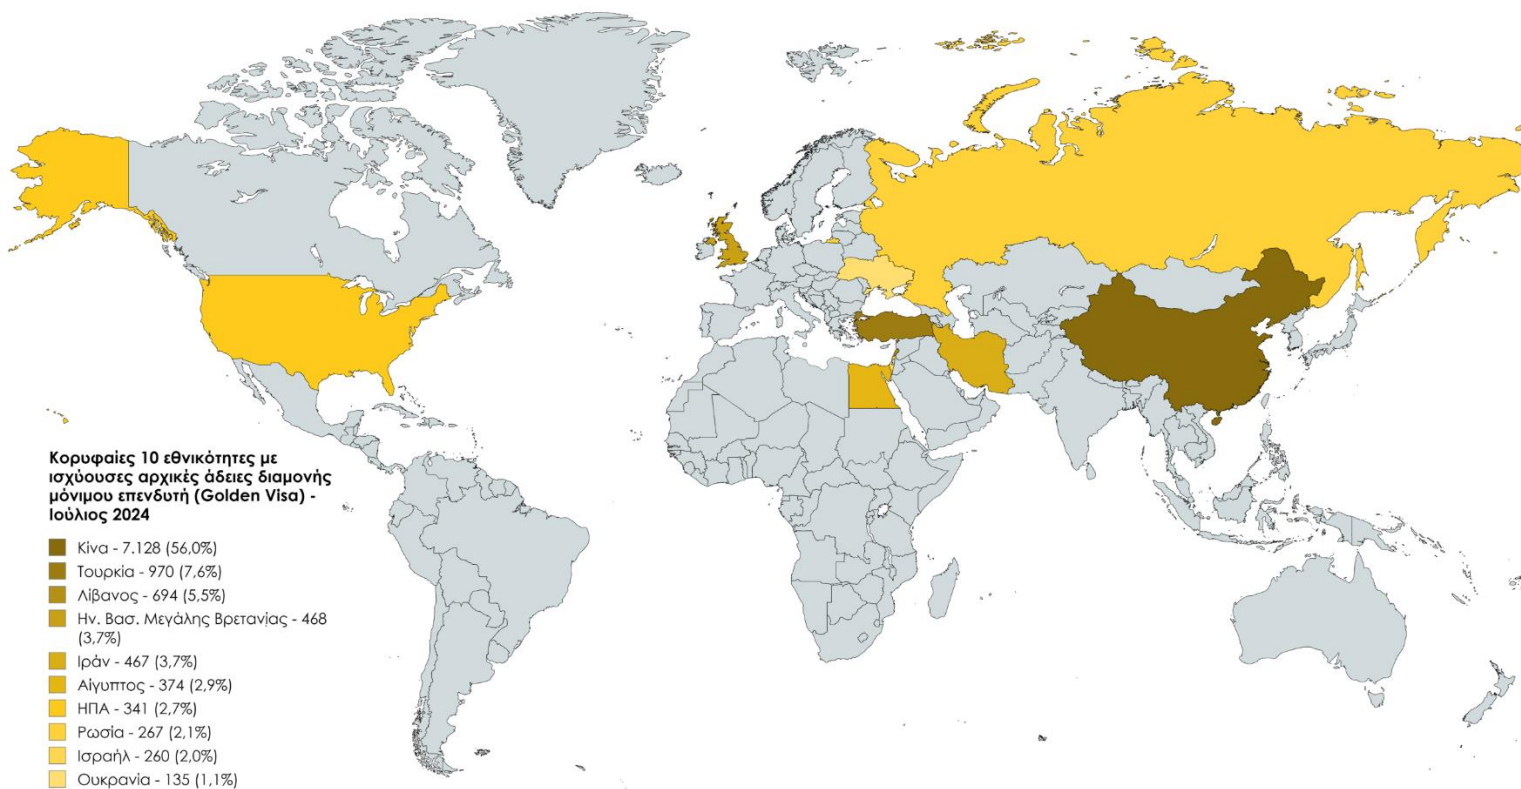 Κορυφαίες 10 εθνικότητες με
ισχύουσες αρχικές άδειες διαμονής
μόνιμου επενδυτή (Golden Visa) -
Ιούλιος 2024
Κίνα - 7.128 (56,0%)
Τουρκία - 970 (7,6%)
Λίβανος - 694 (5,5%)
Ην. Βασ. Μεγάλης Βρετανίας - 468
(3,7%)
Ιράν - 467 (3,7%)
Αίγυπτος - 374 (2,9%)
ΗΠΑ - 341 (2,7%)
Ρωσία - 267 (2,1%)
Ισραήλ - 260 (2,0%)
Ουκρανία - 135 (1,1%)